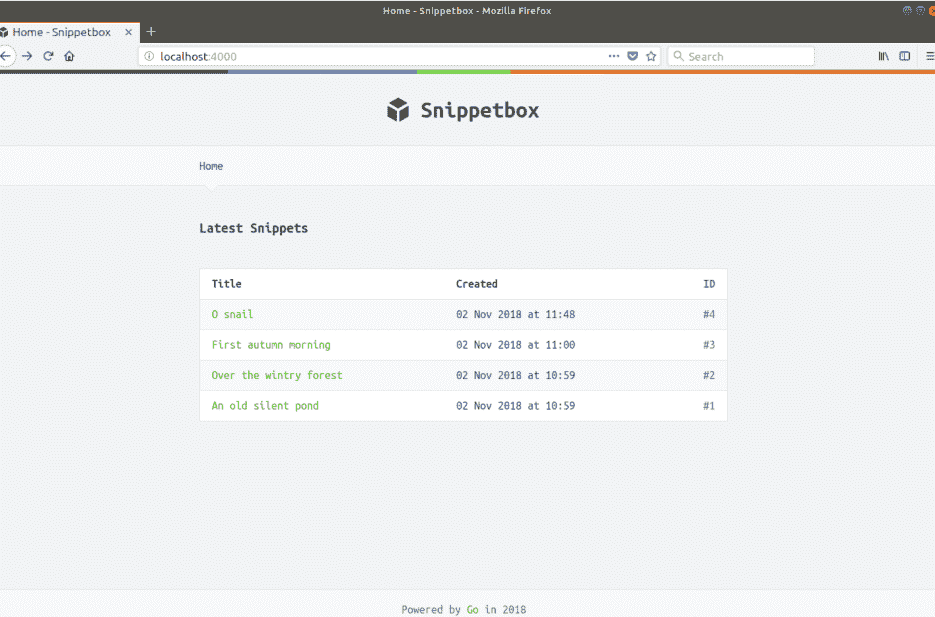 Home - Snippetbox - Mozilla Firefox
Home - Snippetbox
localhost:4000
Search
Snippetbox
Home
Latest Snippets
Title Created ID
O snail 02 Nov 2018 at 11:48 #4
First autumn morning 02 Nov 2018 at 11:00 #3
Over the wintry forest 02 Nov 2018 at 10:59 #2
An old silent pond 02 Nov 2018 at 10:59 #1
Powered by Go in 2018